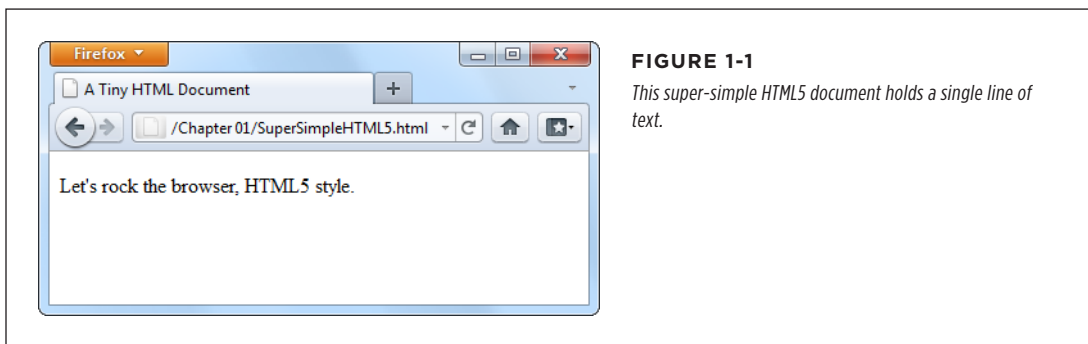 Firefox
A Tiny HTML Document
/Chapter 01/SuperSimpleHTML5.html
Let's rock the browser, HTML5 style.
FIGURE 1-1
This super-simple HTML5 document holds a single line of
text.